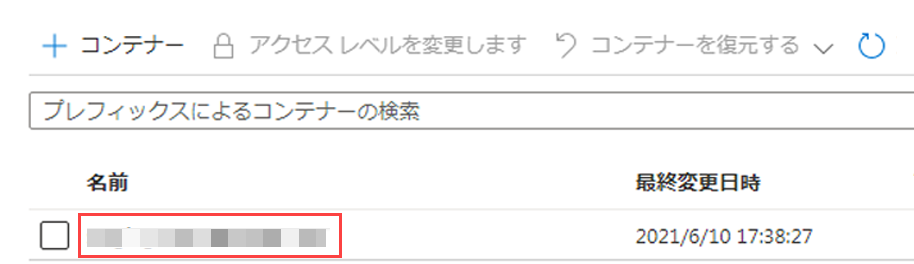 コンテナー アクセス レベルを変更します コンテナーを復元する
プレフィックスによるコンテナーの検索
名前 最終変更日時
2021/6/10 17:38:27